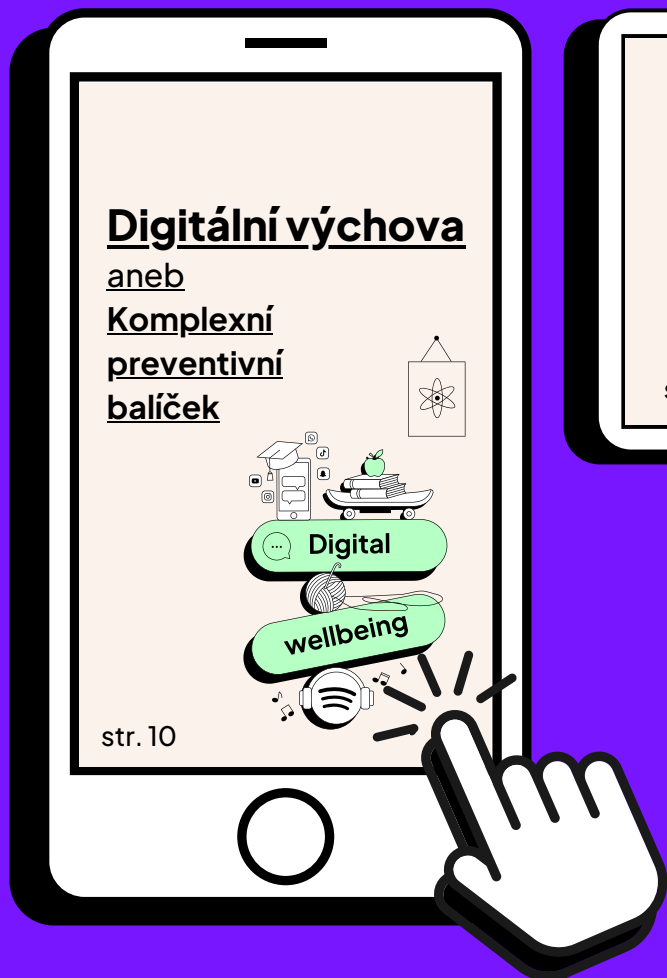 Digitální výchova
aneb
Komplexní
preventivní
balíček
Digital
wellbeing
str. 10